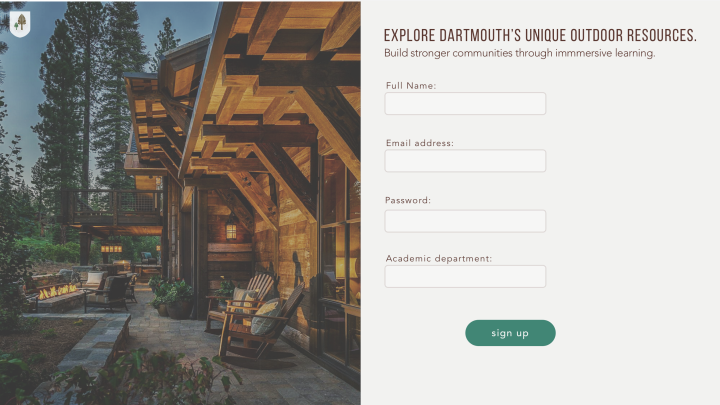 EXPLORE DARTMOUTH'S UNIQUE OUTDOOR RESOURCES.
Build stronger communities through immmersive learning.
Full Name:
Email address:
Password:
Academic department:
sign up